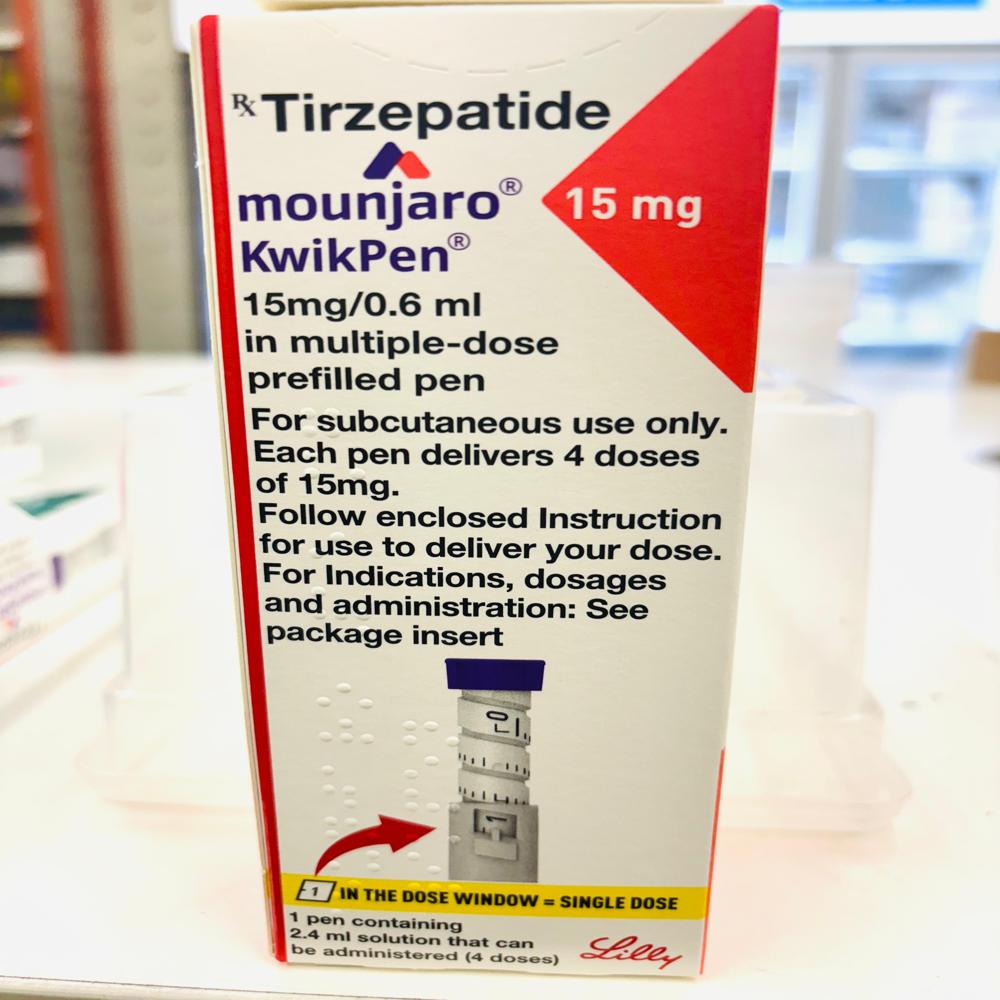 Rx Tirzepatide
mounjaro®
15 mg
KwikPen®
15mg/0.6 ml
in multiple-dose
prefilled pen
For subcutaneous use only.
Each pen delivers 4 doses
of 15mg.
Follow enclosed Instruction
for use to deliver your dose.
For Indications, dosages
and administration: See
package insert
1
1 IN THE DOSE WINDOW = SINGLE DOSE
1 pen containing
2.4 ml solution that can
be administered (4 doses)
Lilly